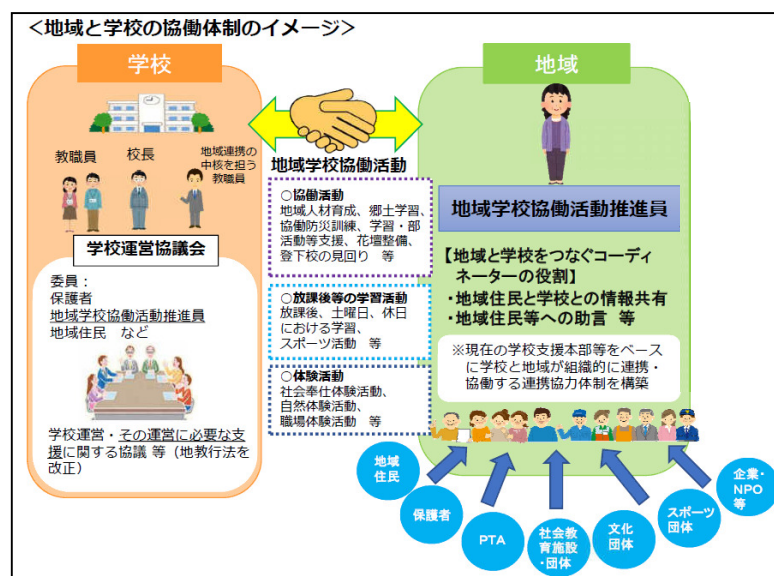 <地域と学校の協働体制のイメージ>
学校
教職員
校長
地域連携の
中核を担う
教職員
学校運営協議会
委員：
保護者
地域学校協働活動推進員
地域住民　など
学校運営・その運営に必要な支
援に関する協議 等（地教行法を
改正）
地域学校協働活動
○協働活動
地域人材育成、郷土学習、
協働防災訓練、学習・部
活動等支援、花壇整備、
登下校の見回り　等
○放課後等の学習活動
放課後、土曜日、休日
における学習、
スポーツ活動　等
○体験活動
社会奉仕体験活動、
自然体験活動、
職場体験活動　等
地域
地域学校協働活動推進員
【地域と学校をつなぐコーディ
ネーターの役割】
・地域住民と学校との情報共有
・地域住民等への助言　等
※現在の学校支援本部等をベース
に学校と地域が組織的に連携・
協働する連携協力体制を構築
地域
住民
保護者
PTA
社会教
育施設
・団体
文化
団体
スポーツ
団体
企業・
NPO
等